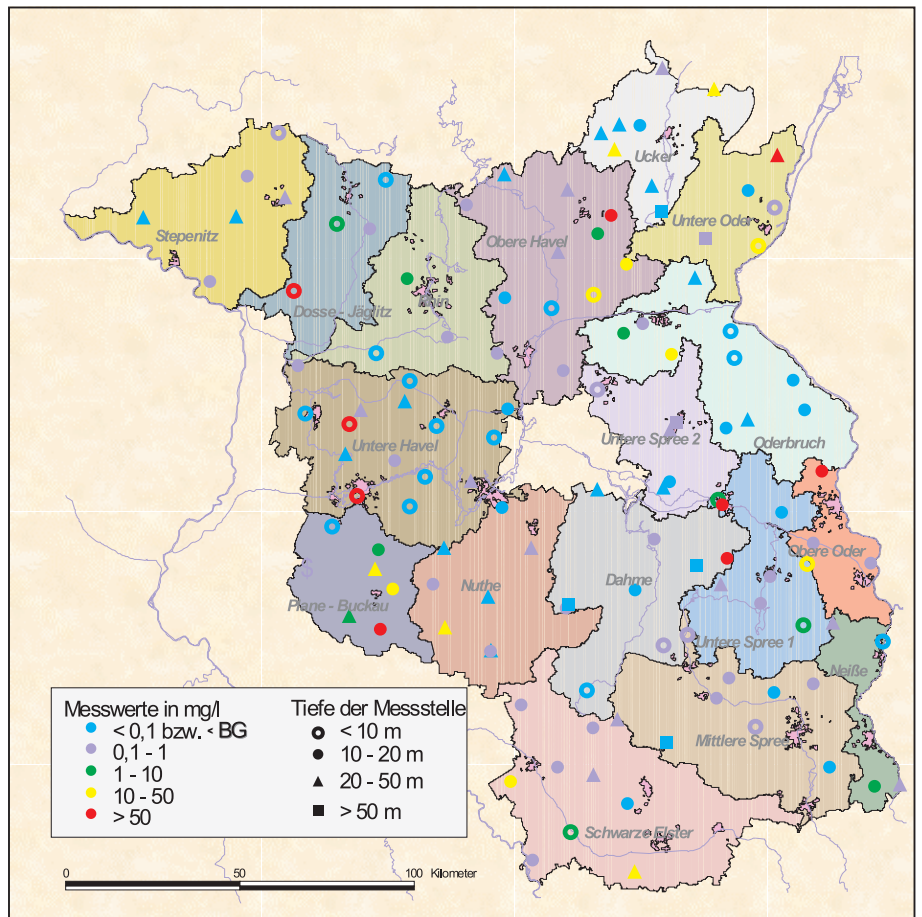 Ucker
Untere Oder
Stepenitz
Obere Havel
Rhin
Dosse - Jäglitz
Untere Havel
Untere Spree 2
Oderbruch
Obere Oder
Nuthe
Dahme
Plane - Buckau
Untere Spree 1
Neiße
Mittlere Spree
Schwarze Elster
Messwerte in mg/l
< 0,1 bzw. < BG
0,1 - 1
1 - 10
10 - 50
> 50
Tiefe der Messstelle
< 10 m
10 - 20 m
20 - 50 m
> 50 m
0 50 100 Kilometer